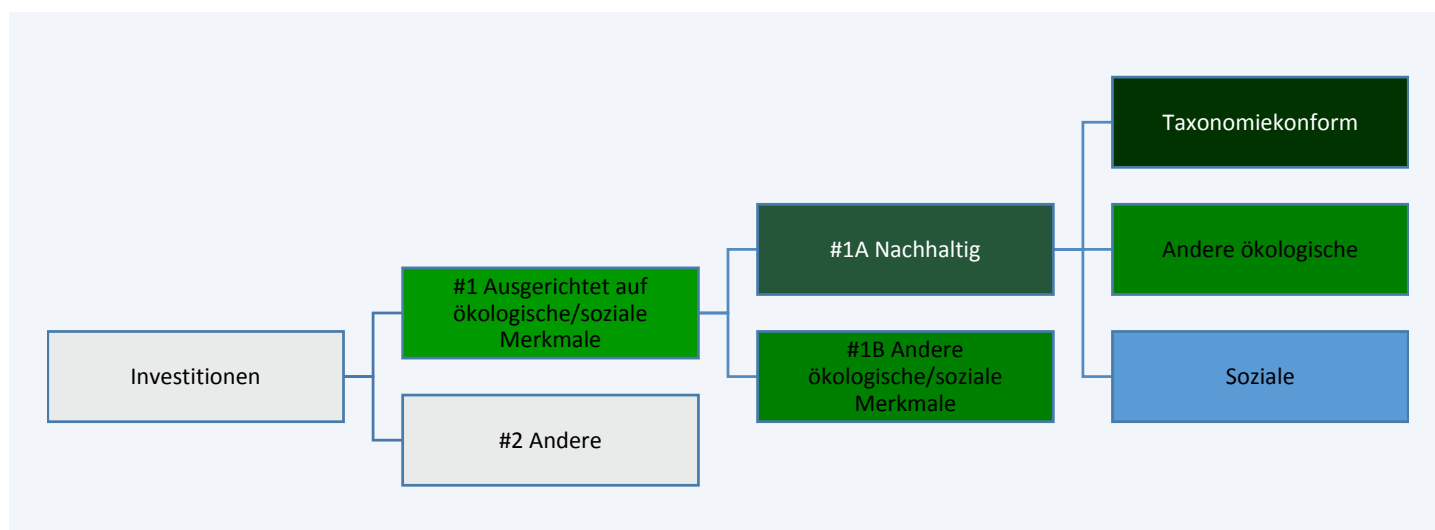 Investitionen
#1 Ausgerichtet auf
ökologische/soziale
Merkmale
#2 Andere
#1A Nachhaltig
#1B Andere
ökologische/soziale
Merkmale
Taxonomiekonform
Andere ökologische
Soziale